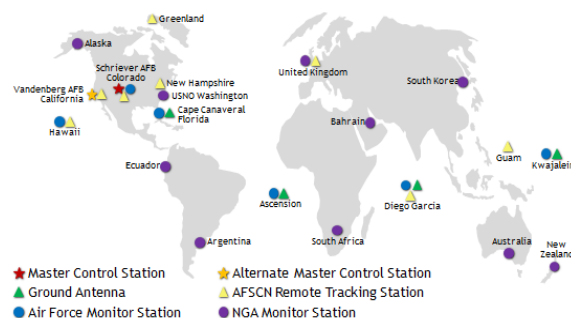 Greenland
Alaska
Schriever AFB
Colorado
Vandenberg AFB
California
New Hampshire
USNO Washington
Cape Canaveral
Florida
Hawaii
United Kingdom
South Korea
Bahrain
Guam
Kwajalein
Ecuador
Ascension
Diego Garcia
Argentina
South Africa
Australia
New
Zealand
Master Control Station
Alternate Master Control Station
Ground Antenna
AFSCN Remote Tracking Station
Air Force Monitor Station
NGA Monitor Station